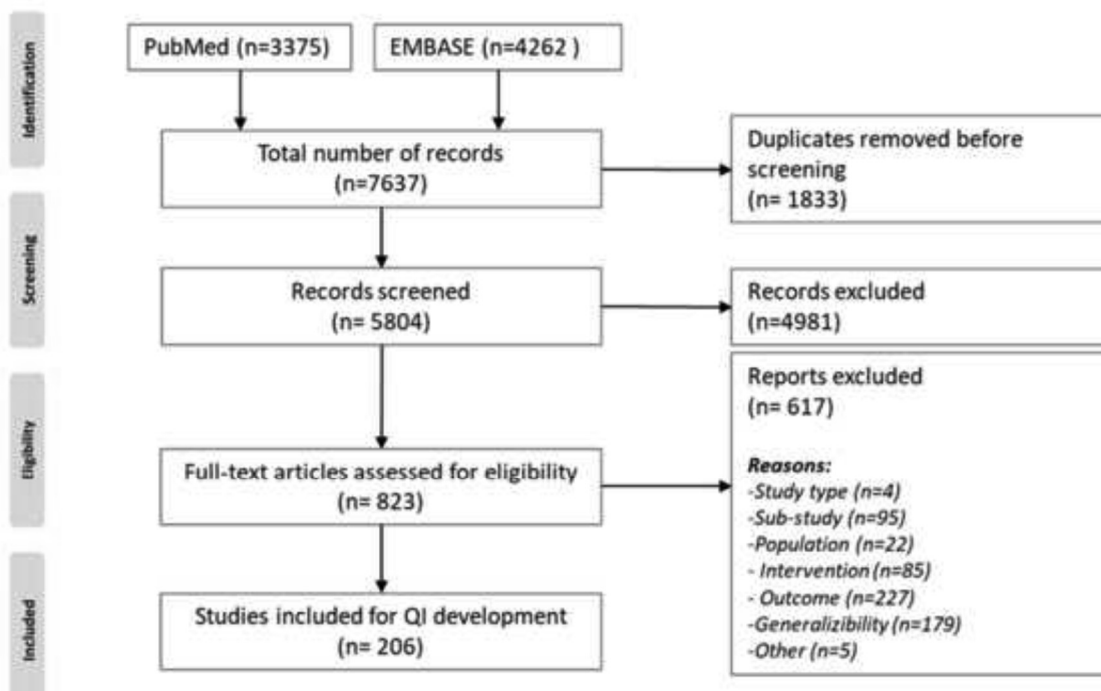 Identification
PubMed (n=3375)
EMBASE (n=4262 )
Total number of records
(n=7637)
Duplicates removed before
screening
(n= 1833)
Screening
Records screened
(n= 5804)
Records excluded
(n=4981)
Eligibility
Full-text articles assessed for eligibility
(n= 823)
Reports excluded
(n= 617)
Reasons:
-Study type (n=4)
-Sub-study (n=95)
-Population (n=22)
- Intervention (n=85)
- Outcome (n=227)
-Generalizibility (n=179)
-Other (n=5)
Included
Studies included for QI development
(n= 206)